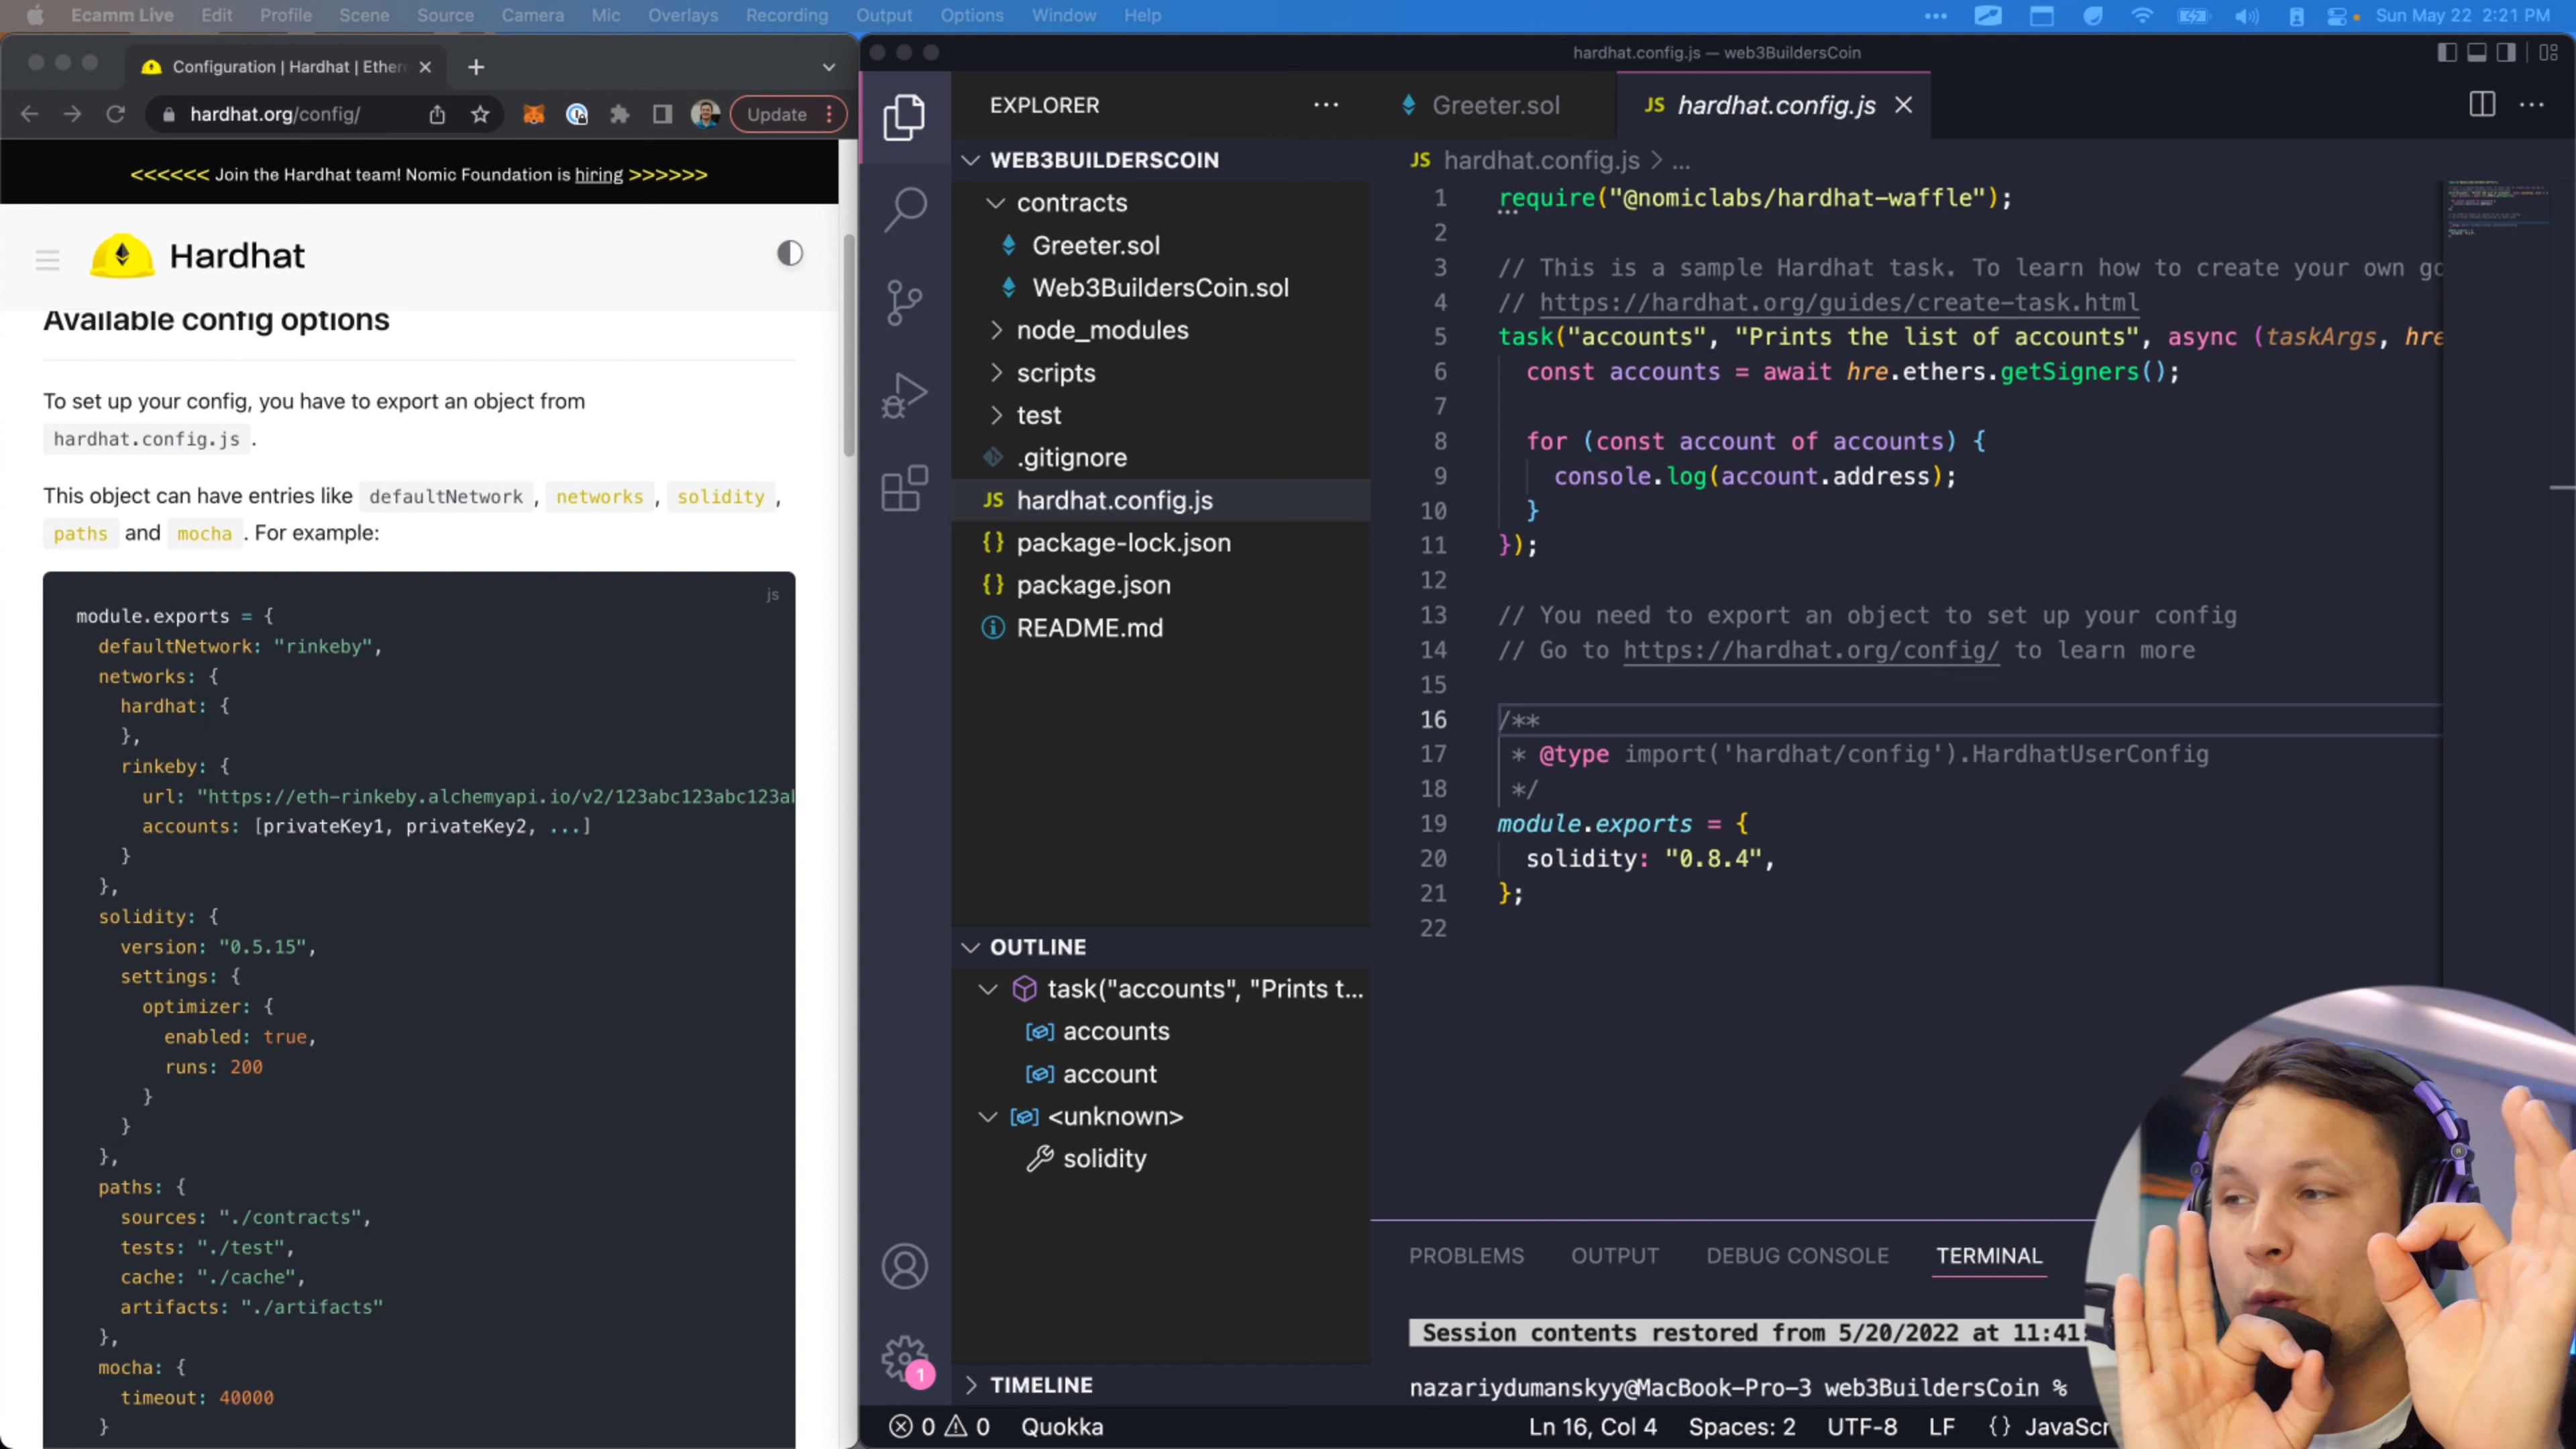 Ecamm Live Edit Profile Scene Source Camera Mic Overlays Recording Output Options Window Help Sun May 22 2:21 PM
Configuration | Hardhat | Ether
hardhat.org/config/ Update
<<<<<< Join the Hardhat team! Nomic Foundation is hiring >>>>>>
Hardhat
Available config options
To set up your config, you have to export an object from
hardhat.config.js .
This object can have entries like defaultNetwork , networks , solidity ,
paths and mocha . For example:
js
module.exports = {
defaultNetwork: "rinkeby",
networks: {
hardhat: {
},
rinkeby: {
url: "https://eth-rinkeby.alchemyapi.io/v2/123abc123abc123ab
accounts: [privateKey1, privateKey2, ...]
}
},
solidity: {
version: "0.5.15",
settings: {
optimizer: {
enabled: true,
runs: 200
}
}
},
paths: {
sources: "./contracts",
tests: "./test",
cache: "./cache",
artifacts: "./artifacts"
},
mocha: {
timeout: 40000
}
hardhat.config.js — web3BuildersCoin
EXPLORER
WEB3BUILDERSCOIN
contracts
Greeter.sol
Web3BuildersCoin.sol
node_modules
scripts
test
.gitignore
JS hardhat.config.js
{} package-lock.json
{} package.json
README.md
OUTLINE
task("accounts", "Prints t...
accounts
account
<unknown>
solidity
TIMELINE
1
Greeter.sol JS hardhat.config.js
JS hardhat.config.js > ...
1 require("@nomiclabs/hardhat-waffle");
2
3 // This is a sample Hardhat task. To learn how to create your own go
4 // https://hardhat.org/guides/create-task.html
5 task("accounts", "Prints the list of accounts", async (taskArgs, hre
6 const accounts = await hre.ethers.getSigners();
7
8 for (const account of accounts) {
9 console.log(account.address);
10 }
11 });
12
13 // You need to export an object to set up your config
14 // Go to https://hardhat.org/config/ to learn more
15
16 /**
17 * @type import('hardhat/config').HardhatUserConfig
18 */
19 module.exports = {
20 solidity: "0.8.4",
21 };
22
PROBLEMS OUTPUT DEBUG CONSOLE TERMINAL
Session contents restored from 5/20/2022 at 11:41:
nazariydumanskyy@MacBook-Pro-3 web3BuildersCoin %
0 0 Quokka Ln 16, Col 4 Spaces: 2 UTF-8 LF {} JavaScr